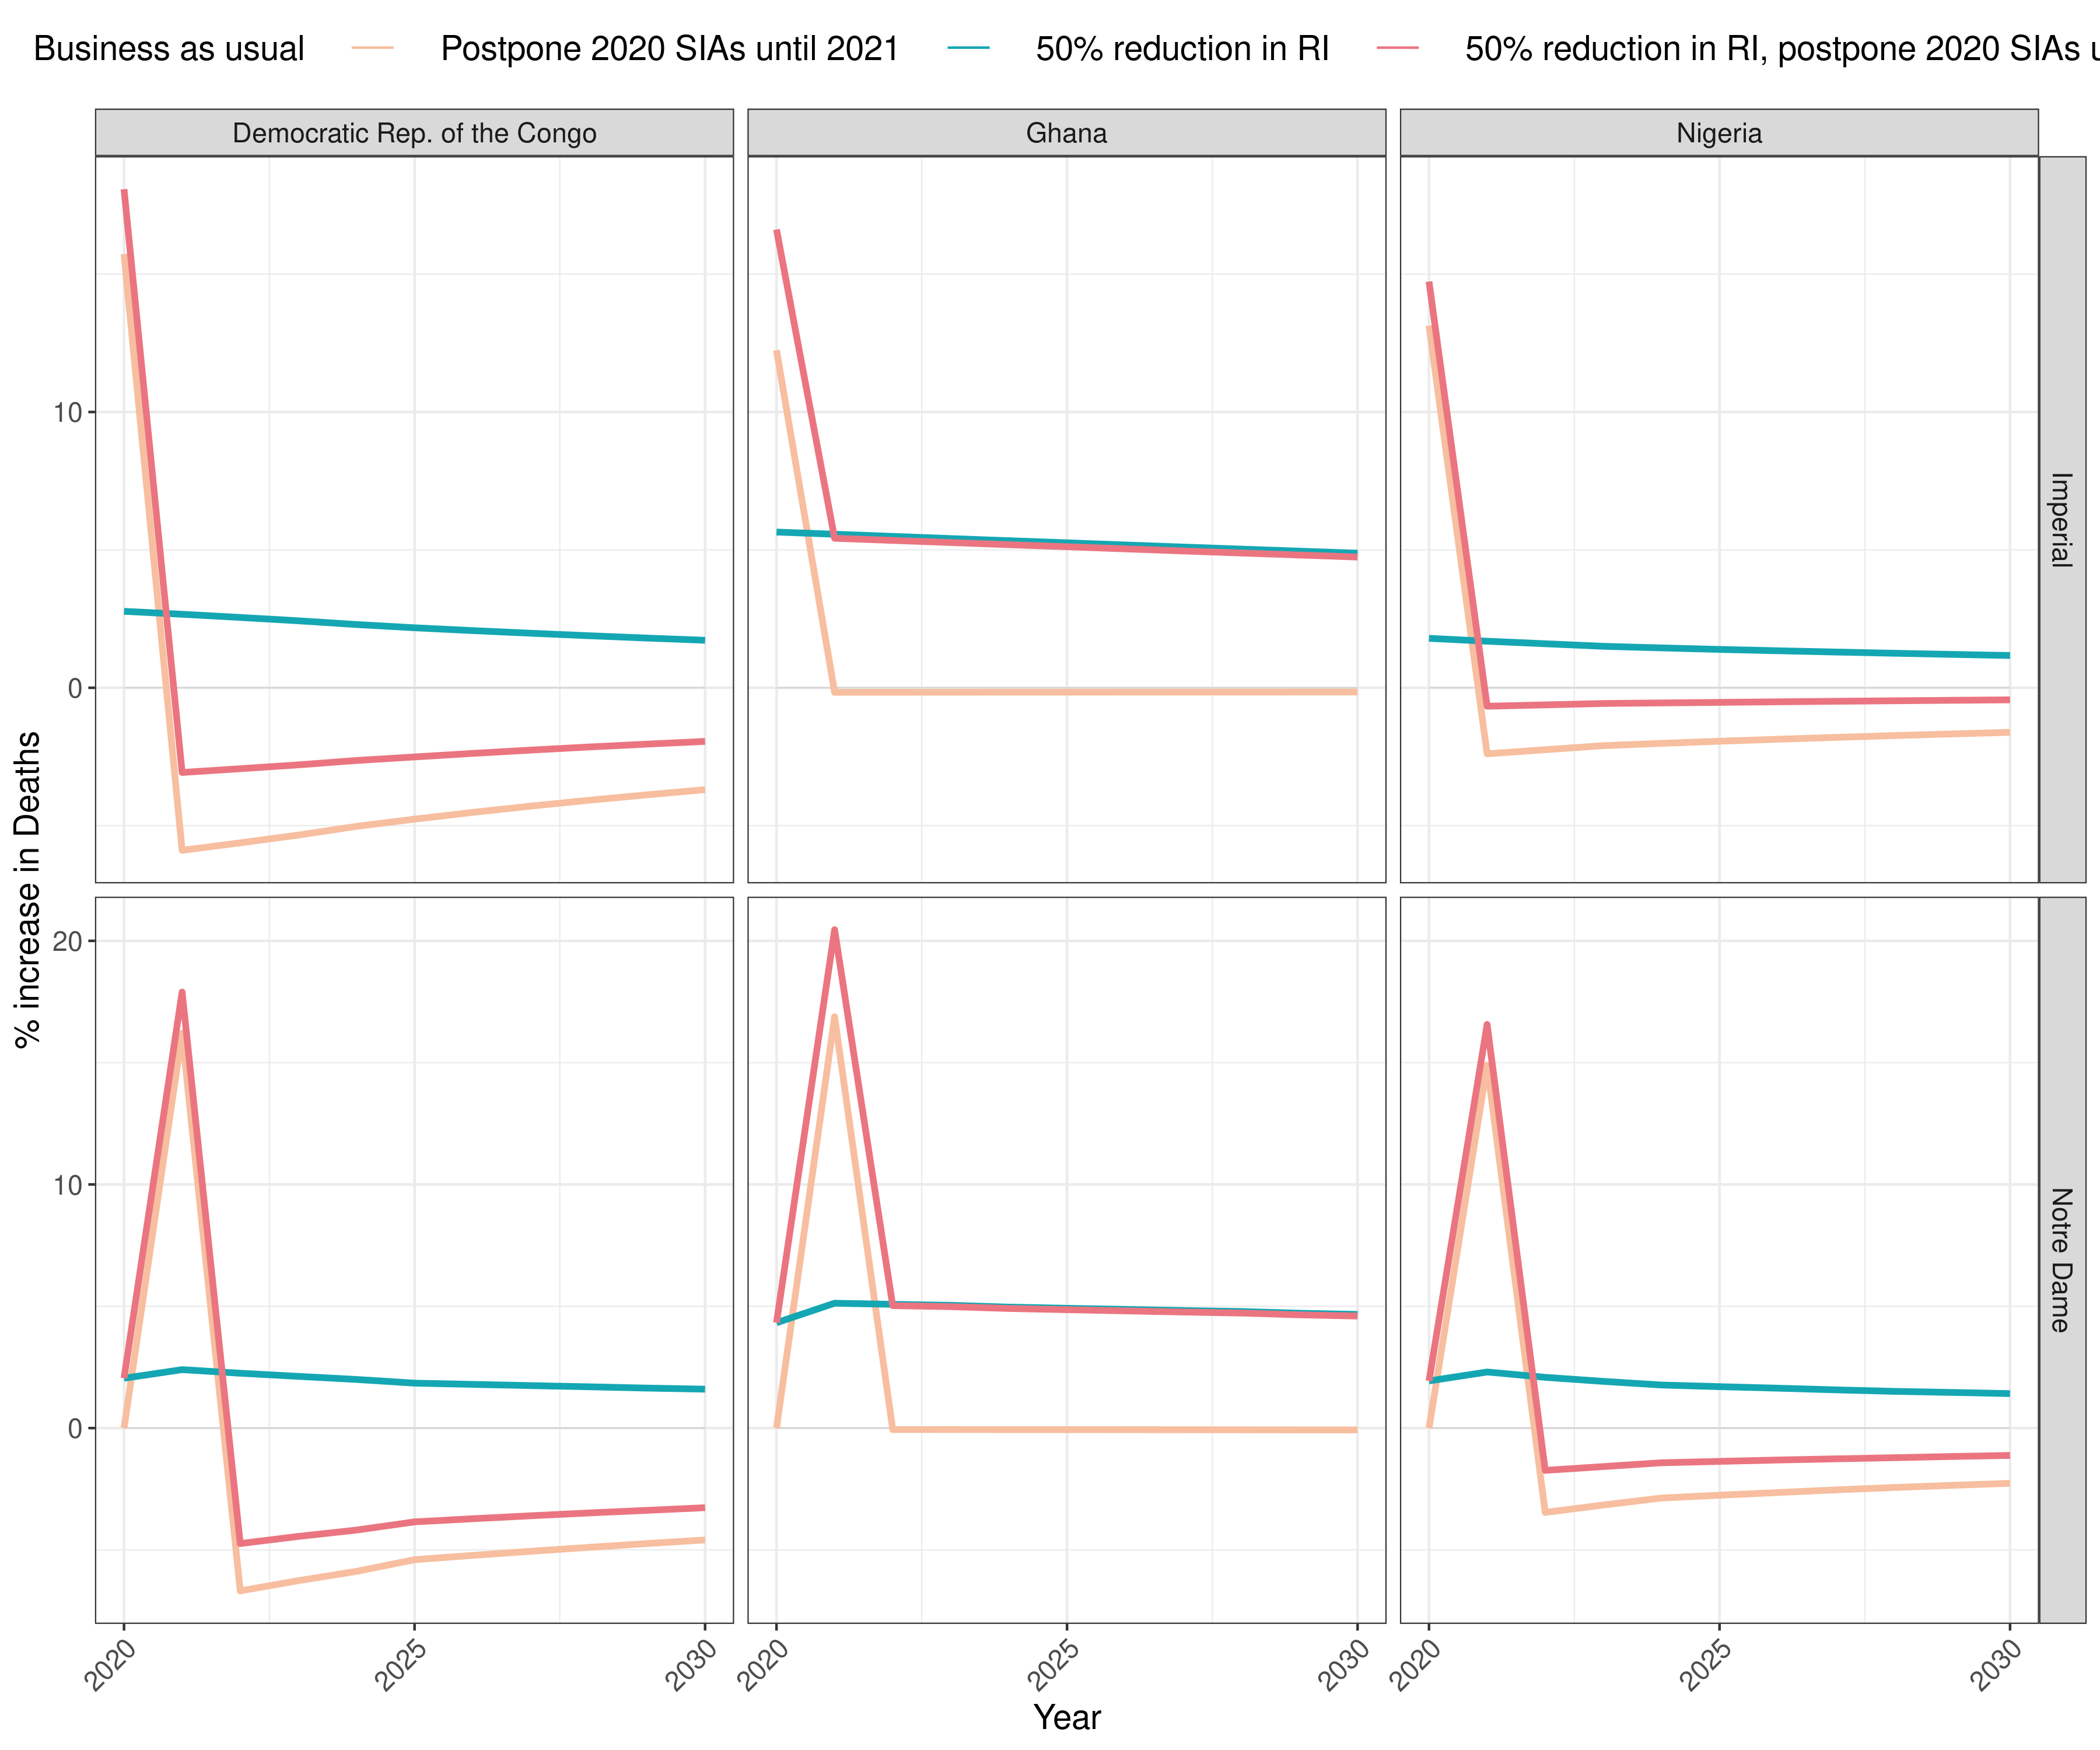 Business as usual Postpone 2020 SIAs until 2021 50% reduction in RI 50% reduction in RI, postpone 2020 SIAs
Democratic Rep. of the Congo Ghana Nigeria
Imperial
10
0
% increase in Deaths
Notre Dame
20
10
0
2020 2025 2030 2020 2025 2030 2020 2025 2030
Year